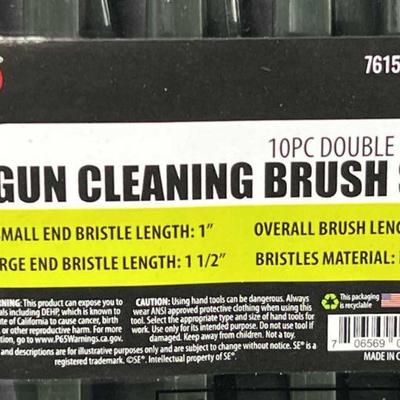 7615
10PC DOUBLE
GUN CLEANING BRUSH S
MALL END BRISTLE LENGTH: 1" OVERALL BRUSH LENG
RGE END BRISTLE LENGTH: 1 1/2" BRISTLES MATERIAL:
NING: This product can expose you to
als including DEHP, which is known to
te of California to cause cancer, birth
or other reproductive harm. For more
on, go to www.P65Warnings.ca.gov.
CAUTION: Using hand tools can be dangerous. Always
wear ANSI approved protective clothing when using this
tool. Select the appropriate type and size of hand tools for
work. Use only for its intended purpose. Do not use tool if
damaged. Keep away from children. Not a toy.
and descriptions are for illustrative purposes only and are subject to change without notice. SE® is a
registered trademark. ©SE®. Intellectual property of SE®.
This packaging is
recyclable.
7 06569 0
MADE IN C